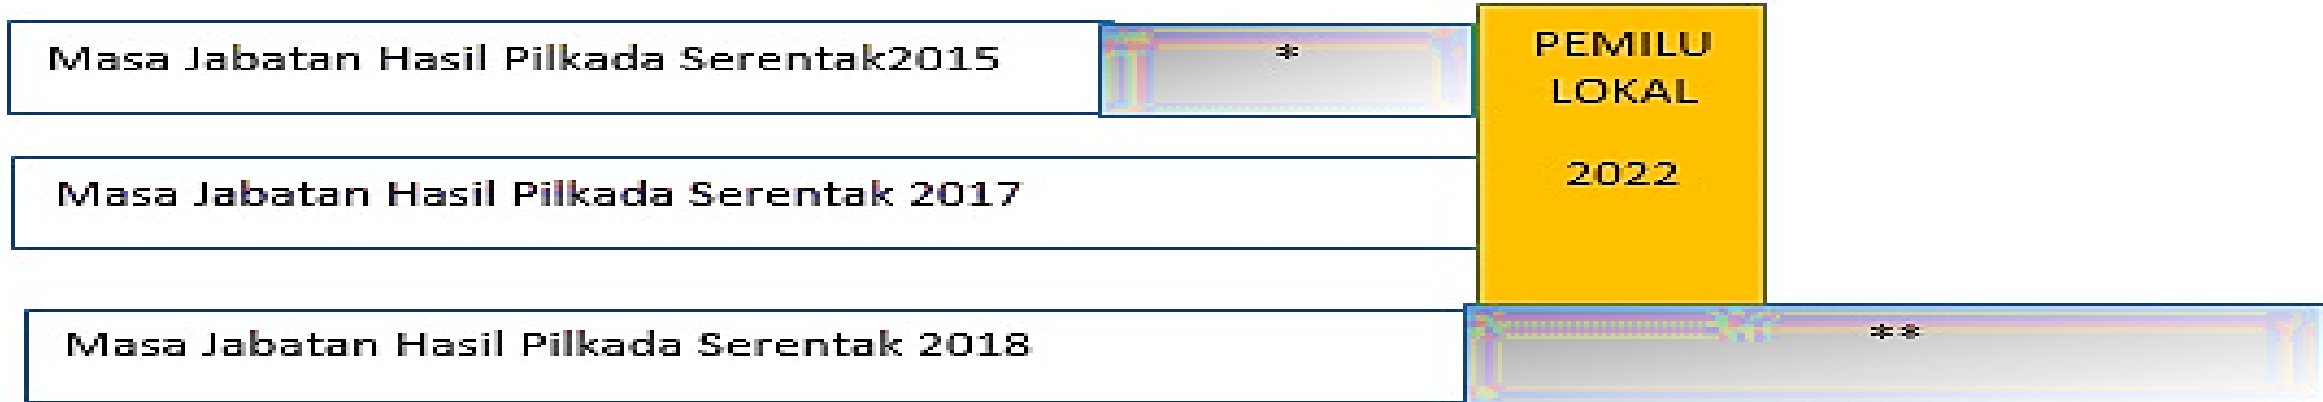 Masa Jabatan Hasil Pilkada Serentak2015
*
PEMILU
LOKAL
2022
Masa Jabatan Hasil Pilkada Serentak 2017
Masa Jabatan Hasil Pilkada Serentak 2018
**